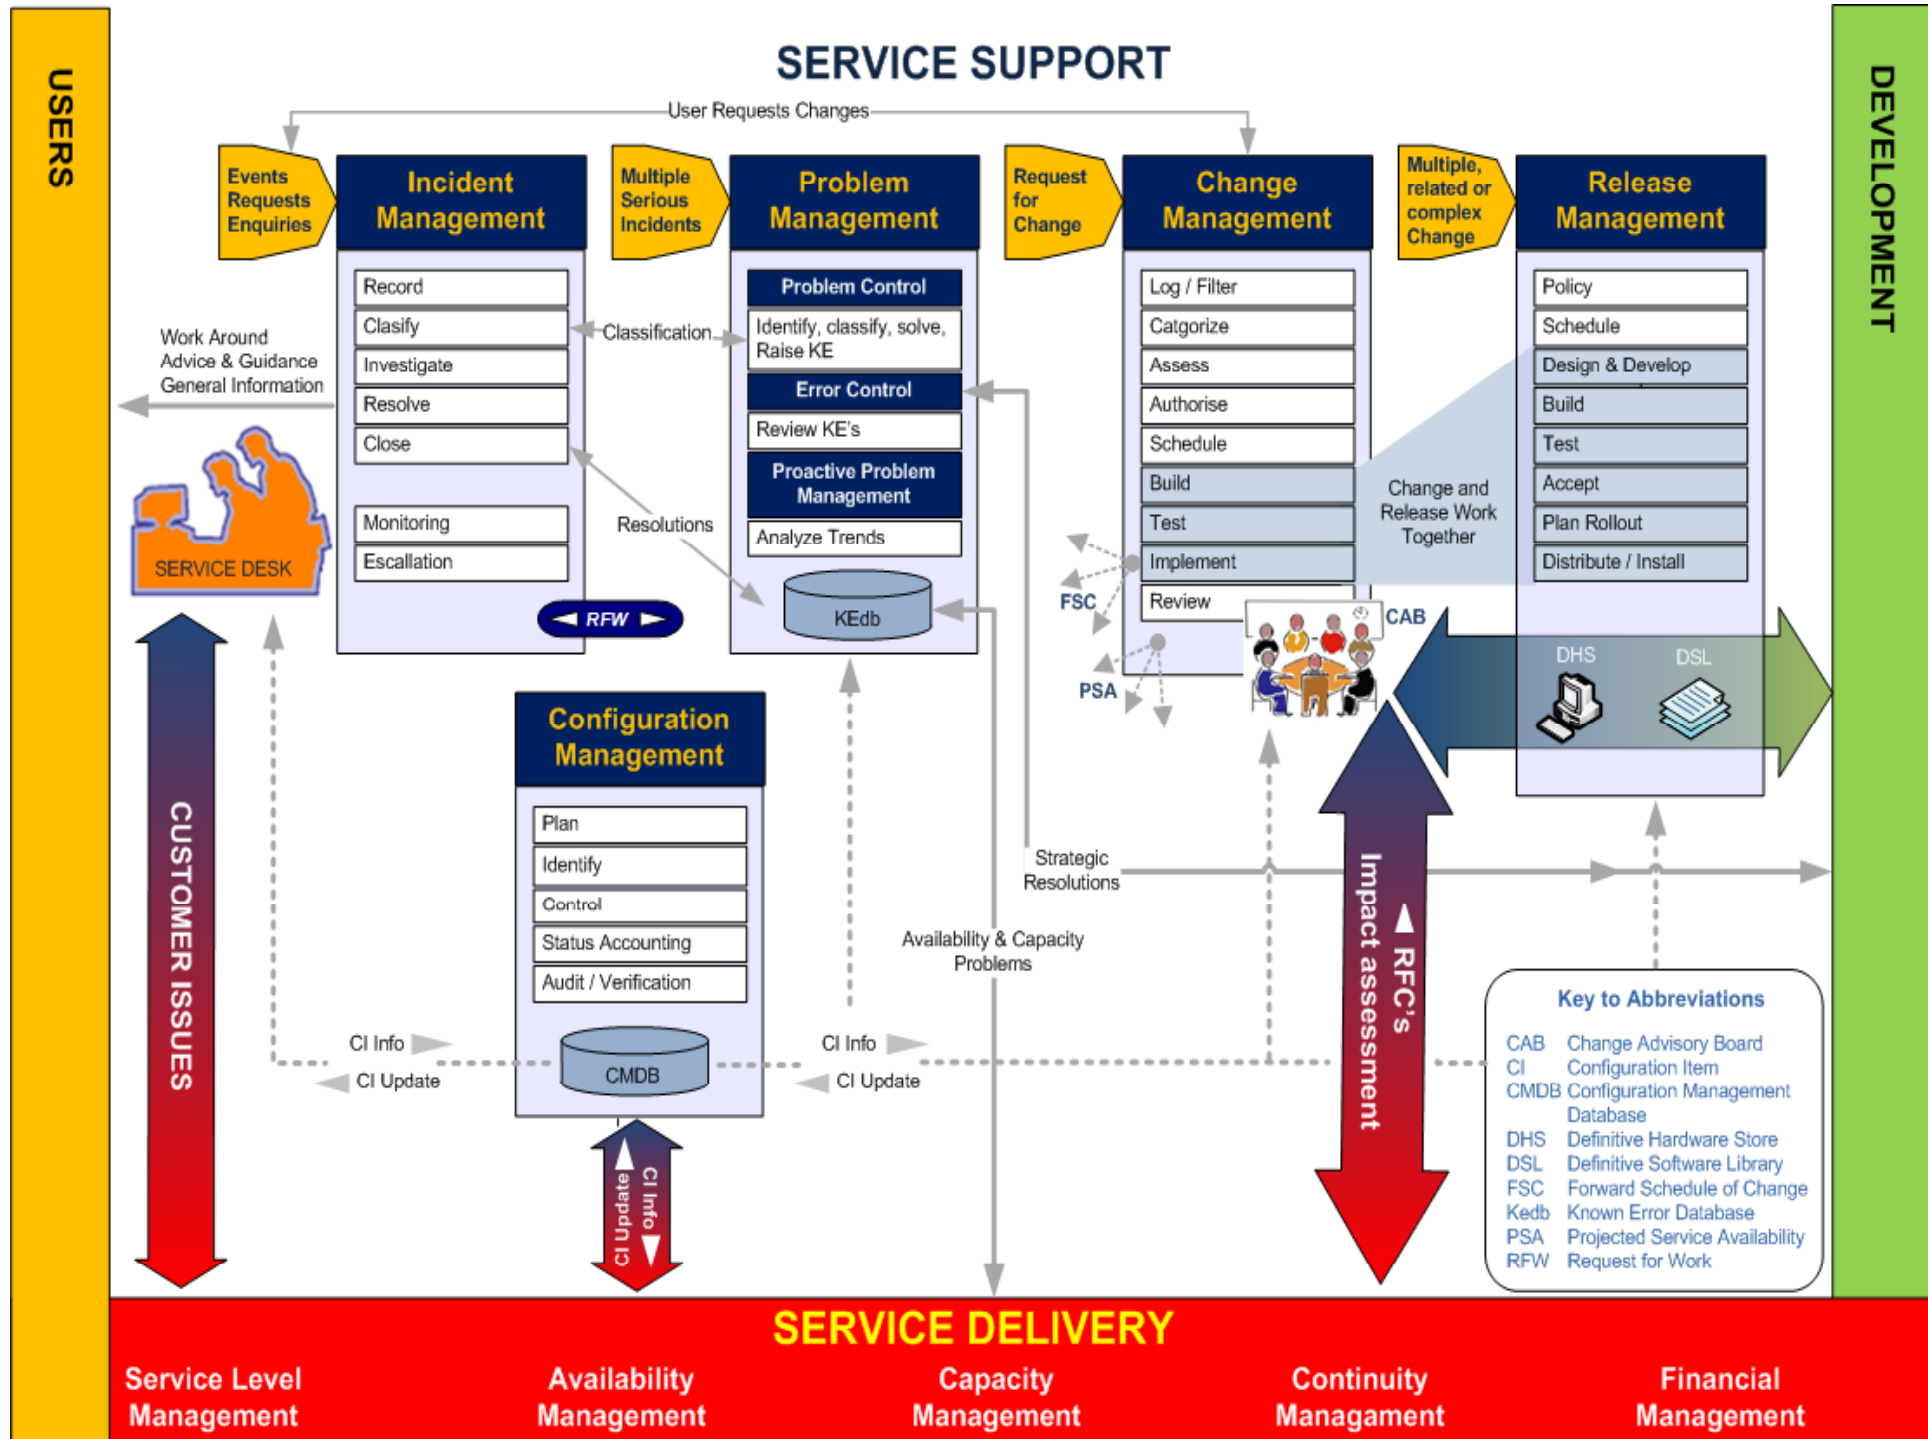 SERVICE SUPPORT
USERS
DEVELOPMENT
User Requests Changes
Events
Requests
Enquiries
Incident
Management
Multiple
Serious
Incidents
Problem
Management
Request
for
Change
Change
Management
Multiple,
related or
complex
Change
Release
Management
Record
Clasify
Investigate
Resolve
Close
Monitoring
Escallation
Work Around
Advice & Guidance
General Information
SERVICE DESK
Classification
Resolutions
RFW
Problem Control
Identify, classify, solve,
Raise KE
Error Control
Review KE's
Proactive Problem
Management
Analyze Trends
KEdb
Log / Filter
Catgorize
Assess
Authorise
Schedule
Build
Test
Implement
Review
FSC
PSA
CAB
Change and
Release Work
Together
Policy
Schedule
Design & Develop
Build
Test
Accept
Plan Rollout
Distribute / Install
DHS
DSL
Configuration
Management
Plan
Identify
Control
Status Accounting
Audit / Verification
CMDB
CUSTOMER ISSUES
CI Info
CI Update
CI Info
CI Update
CI Update
CI Info
Strategic
Resolutions
Availability & Capacity
Problems
RFC's
Impact assessment
Key to Abbreviations
CAB Change Advisory Board
CI Configuration Item
CMDB Configuration Management
Database
DHS Definitive Hardware Store
DSL Definitive Software Library
FSC Forward Schedule of Change
Kedb Known Error Database
PSA Projected Service Availability
RFW Request for Work
SERVICE DELIVERY
Service Level
Management
Availability
Management
Capacity
Management
Continuity
Managament
Financial
Management